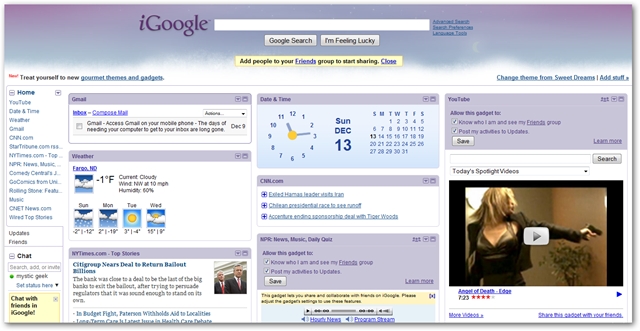 iGoogle™
Advanced Search
Search Preferences
Language Tools
Google Search
I'm Feeling Lucky
Add people to your Friends group to start sharing. Close
New! Treat yourself to new gourmet themes and gadgets.
Change theme from Sweet Dreams | Add stuff »
Home
YouTube
Date & Time
Weather
Gmail
CNN.com
StarTribune.com ...
NYTimes.com - Top...
NPR: News, Music, ...
Comedy Central's J...
GoComics from Uni...
Rolling Stone: Featu...
Music
CNET News.com
Wired Top Stories
Updates
Friends
Chat
Search, add, or invite
mystic.geek
Set status here
Chat with
friends in
iGoogle!
Gmail
Inbox - Compose Mail
Actions...
Gmail - Access Gmail on your mobile phone - The days of
needing your computer to get to your inbox are long gone.
Dec 9
Weather
Fargo, ND
-1°F
Current: Cloudy
Wind: NW at 10 mph
Humidity: 60%
Sun Mon Tue Wed
-2° | -12° 2° | -19° -3° | -4° 15° | 9°
NYTimes.com - Top Stories
Citigroup Nears Deal to Return Bailout
Billions
The bank was close to a deal to be the last of the big
banks to exit the bailout, after trying to persuade
regulators that it was sound enough to stand on its
own.
In Budget Fight, Paterson Withholds Aid to Localities
Long-Term Care Is Latest Issue in Health Care Debate
Date & Time
Sun
DEC
13
S M T W T F S
1 2 3 4 5
6 7 8 9 10 11 12
13 14 15 16 17 18 19
20 21 22 23 24 25 26
27 28 29 30 31
CNN.com
Exiled Hamas leader visits Iran
Chilean presidential race to see runoff
Accenture ending sponsorship deal with Tiger Woods
NPR: News, Music, Daily Quiz
Allow this gadget to:
Know who I am and see my Friends group
Post my activities to Updates.
Save
Learn more
This gadget lets you share and collaborate with friends on iGoogle. Please
adjust the gadget's settings to use these features
[x]
Hourly News
Program Stream
YouTube
Allow this gadget to:
Know who I am and see my Friends group
Post my activities to Updates.
Save
Learn more
Search
Today's Spotlight Videos
Angel of Death - Edge
7:23
More Videos »
Share this gadget with your friends.